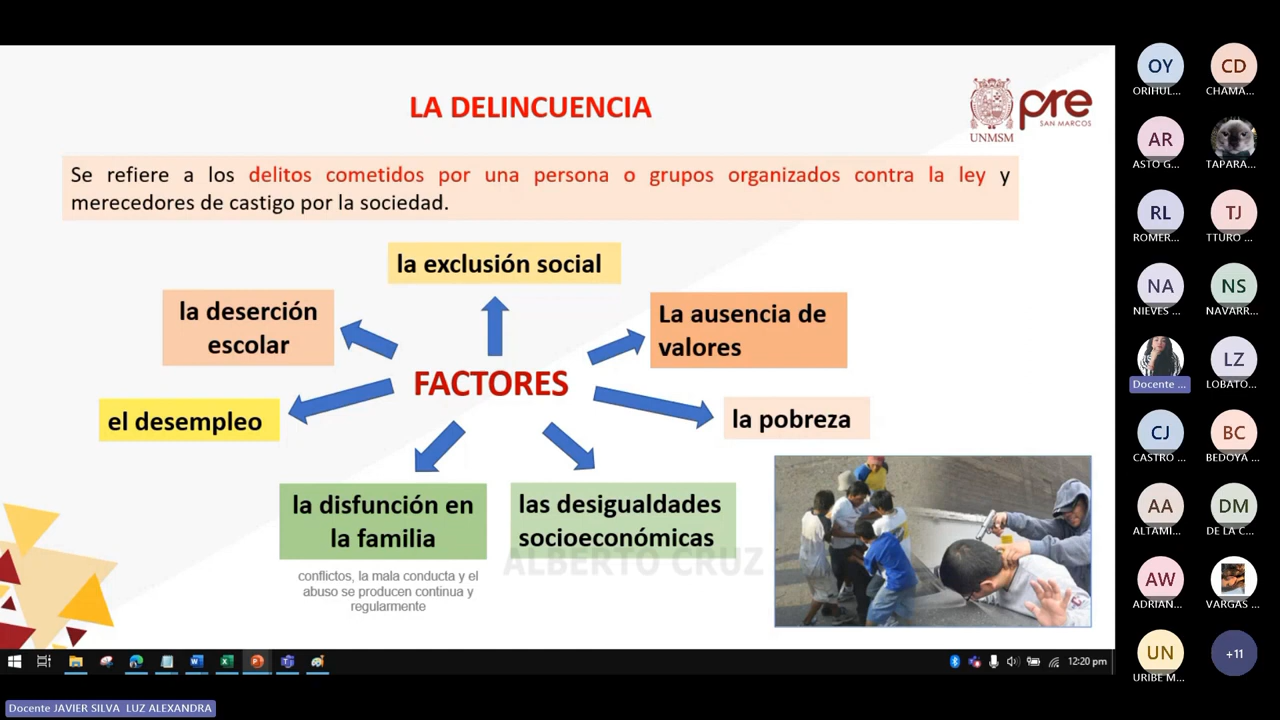 LA DELINCUENCIA
UNMSM
pre
SAN MARCOS
Se refiere a los delitos cometidos por una persona o grupos organizados contra la ley y
merecedores de castigo por la sociedad.
la exclusión social
la deserción
escolar
La ausencia de
valores
FACTORES
el desempleo
la pobreza
la disfunción en
la familia
las desigualdades
socioeconómicas
ALBERTO CRUZ
conflictos, la mala conducta y el
abuso se producen continua y
regularmente
12:20 pm
OY
ORIHUL...
CD
CHAMA...
AR
ASTO G...
TAPARA...
RL
ROMER...
TJ
TTURO ...
NA
NIEVES ...
NS
NAVARR...
Docente ...
LZ
LOBATO...
CJ
CASTRO ...
BC
BEDOYA ...
AA
ALTAMI...
DM
DE LA C...
AW
ADRIAN...
VARGAS ...
UN
URIBE M...
+11
Docente JAVIER SILVA LUZ ALEXANDRA